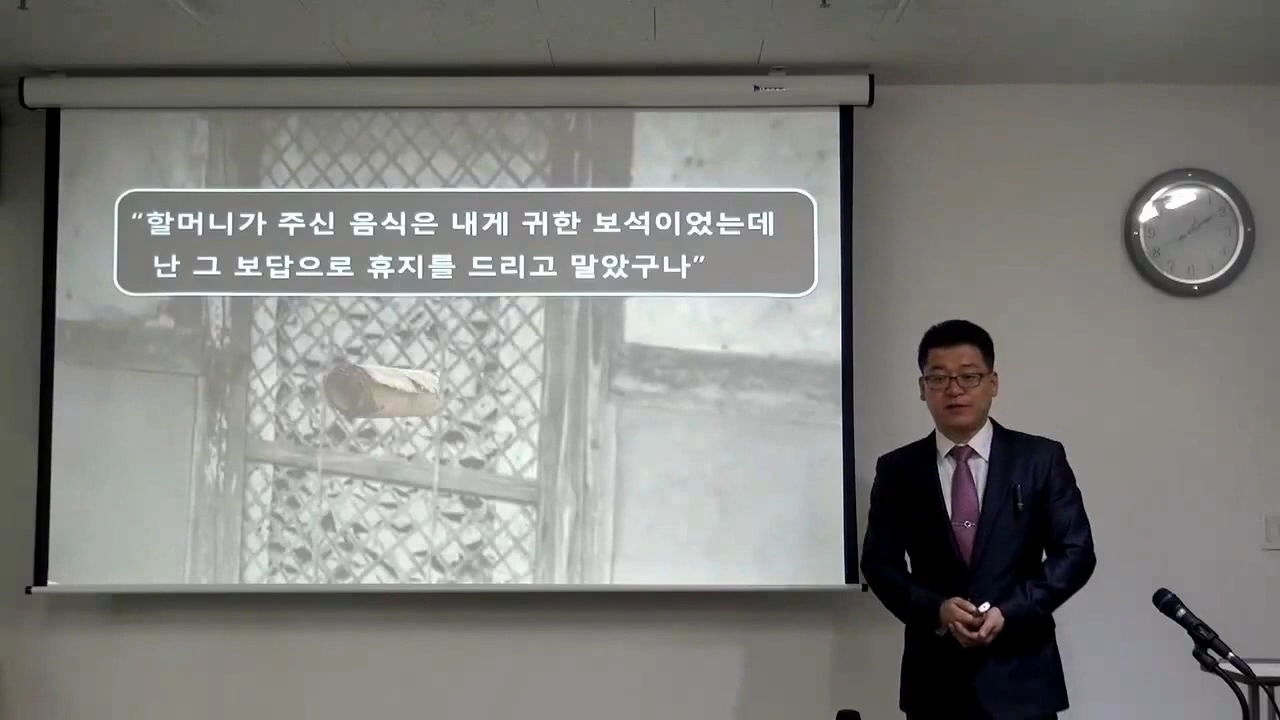 “할머니가 주신 음식은 내게 귀한 보석이었는데
난 그 보답으로 휴지를 드리고 말았구나”